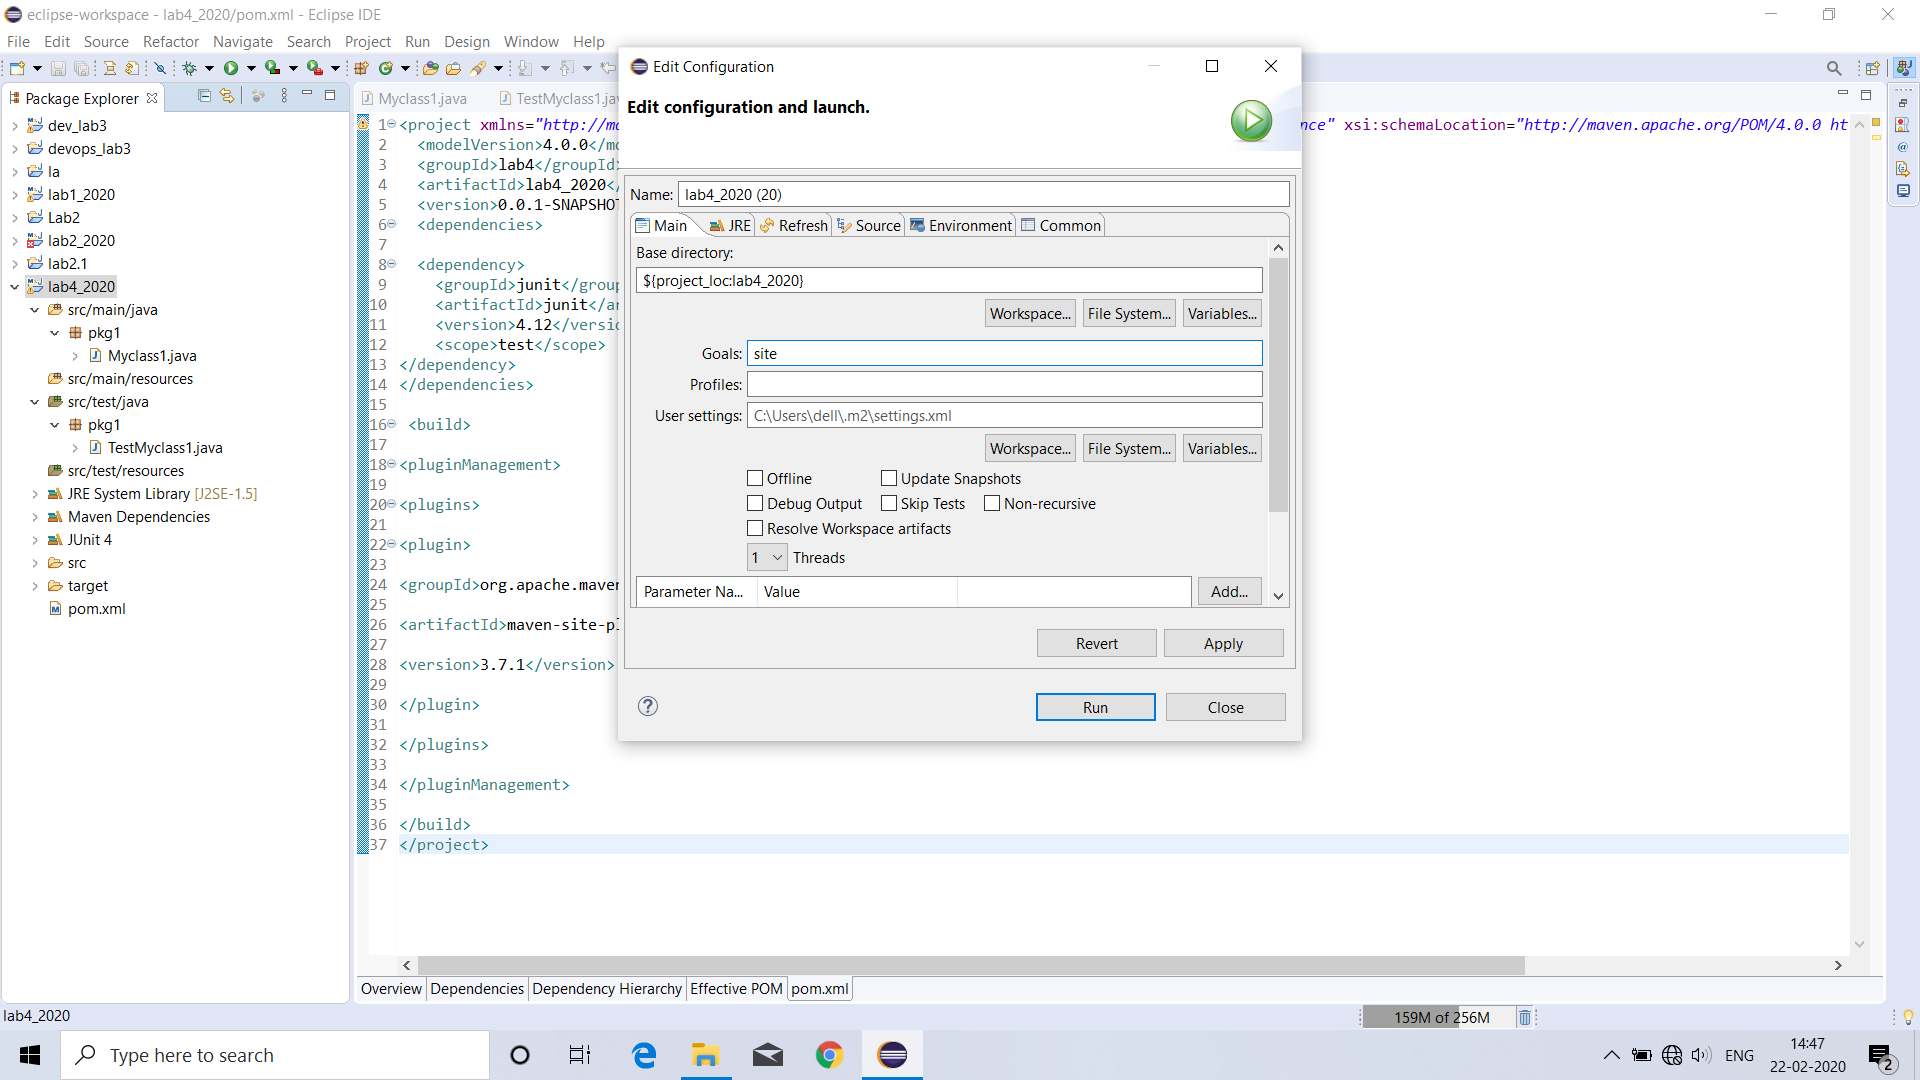 eclipse-workspace - lab4_2020/pom.xml - Eclipse IDE
File Edit Source Refactor Navigate Search Project Run Design Window Help
Package Explorer
dev_lab3
devops_lab3
la
lab1_2020
Lab2
lab2_2020
lab2.1
lab4_2020
src/main/java
pkg1
Myclass1.java
src/main/resources
src/test/java
pkg1
TestMyclass1.java
src/test/resources
JRE System Library [J2SE-1.5]
Maven Dependencies
JUnit 4
src
target
pom.xml
Myclass1.java TestMyclass1.java
1 <project xmlns="http://ma ence" xsi:schemaLocation="http://maven.apache.org/POM/4.0.0 ht
2 <modelVersion>4.0.0</mo
3 <groupId>lab4</groupId>
4 <artifactId>lab4_2020</
5 <version>0.0.1-SNAPSHOT
6 <dependencies>
7
8 <dependency>
9 <groupId>junit</group
10 <artifactId>junit</ar
11 <version>4.12</versio
12 <scope>test</scope>
13 </dependency>
14 </dependencies>
15
16 <build>
17
18 <pluginManagement>
19
20 <plugins>
21
22 <plugin>
23
24 <groupId>org.apache.maven
25
26 <artifactId>maven-site-pl
27
28 <version>3.7.1</version>
29
30 </plugin>
31
32 </plugins>
33
34 </pluginManagement>
35
36 </build>
37 </project>
Edit Configuration
Edit configuration and launch.
Name: lab4_2020 (20)
Main JRE Refresh Source Environment Common
Base directory:
${project_loc:lab4_2020}
Workspace... File System... Variables...
Goals: site
Profiles:
User settings: C:\Users\dell\.m2\settings.xml
Workspace... File System... Variables...
Offline Update Snapshots
Debug Output Skip Tests Non-recursive
Resolve Workspace artifacts
1 Threads
Parameter Na... Value Add...
Revert Apply
Run Close
Overview Dependencies Dependency Hierarchy Effective POM pom.xml
lab4_2020 159M of 256M
Type here to search
ENG
14:47
22-02-2020
2